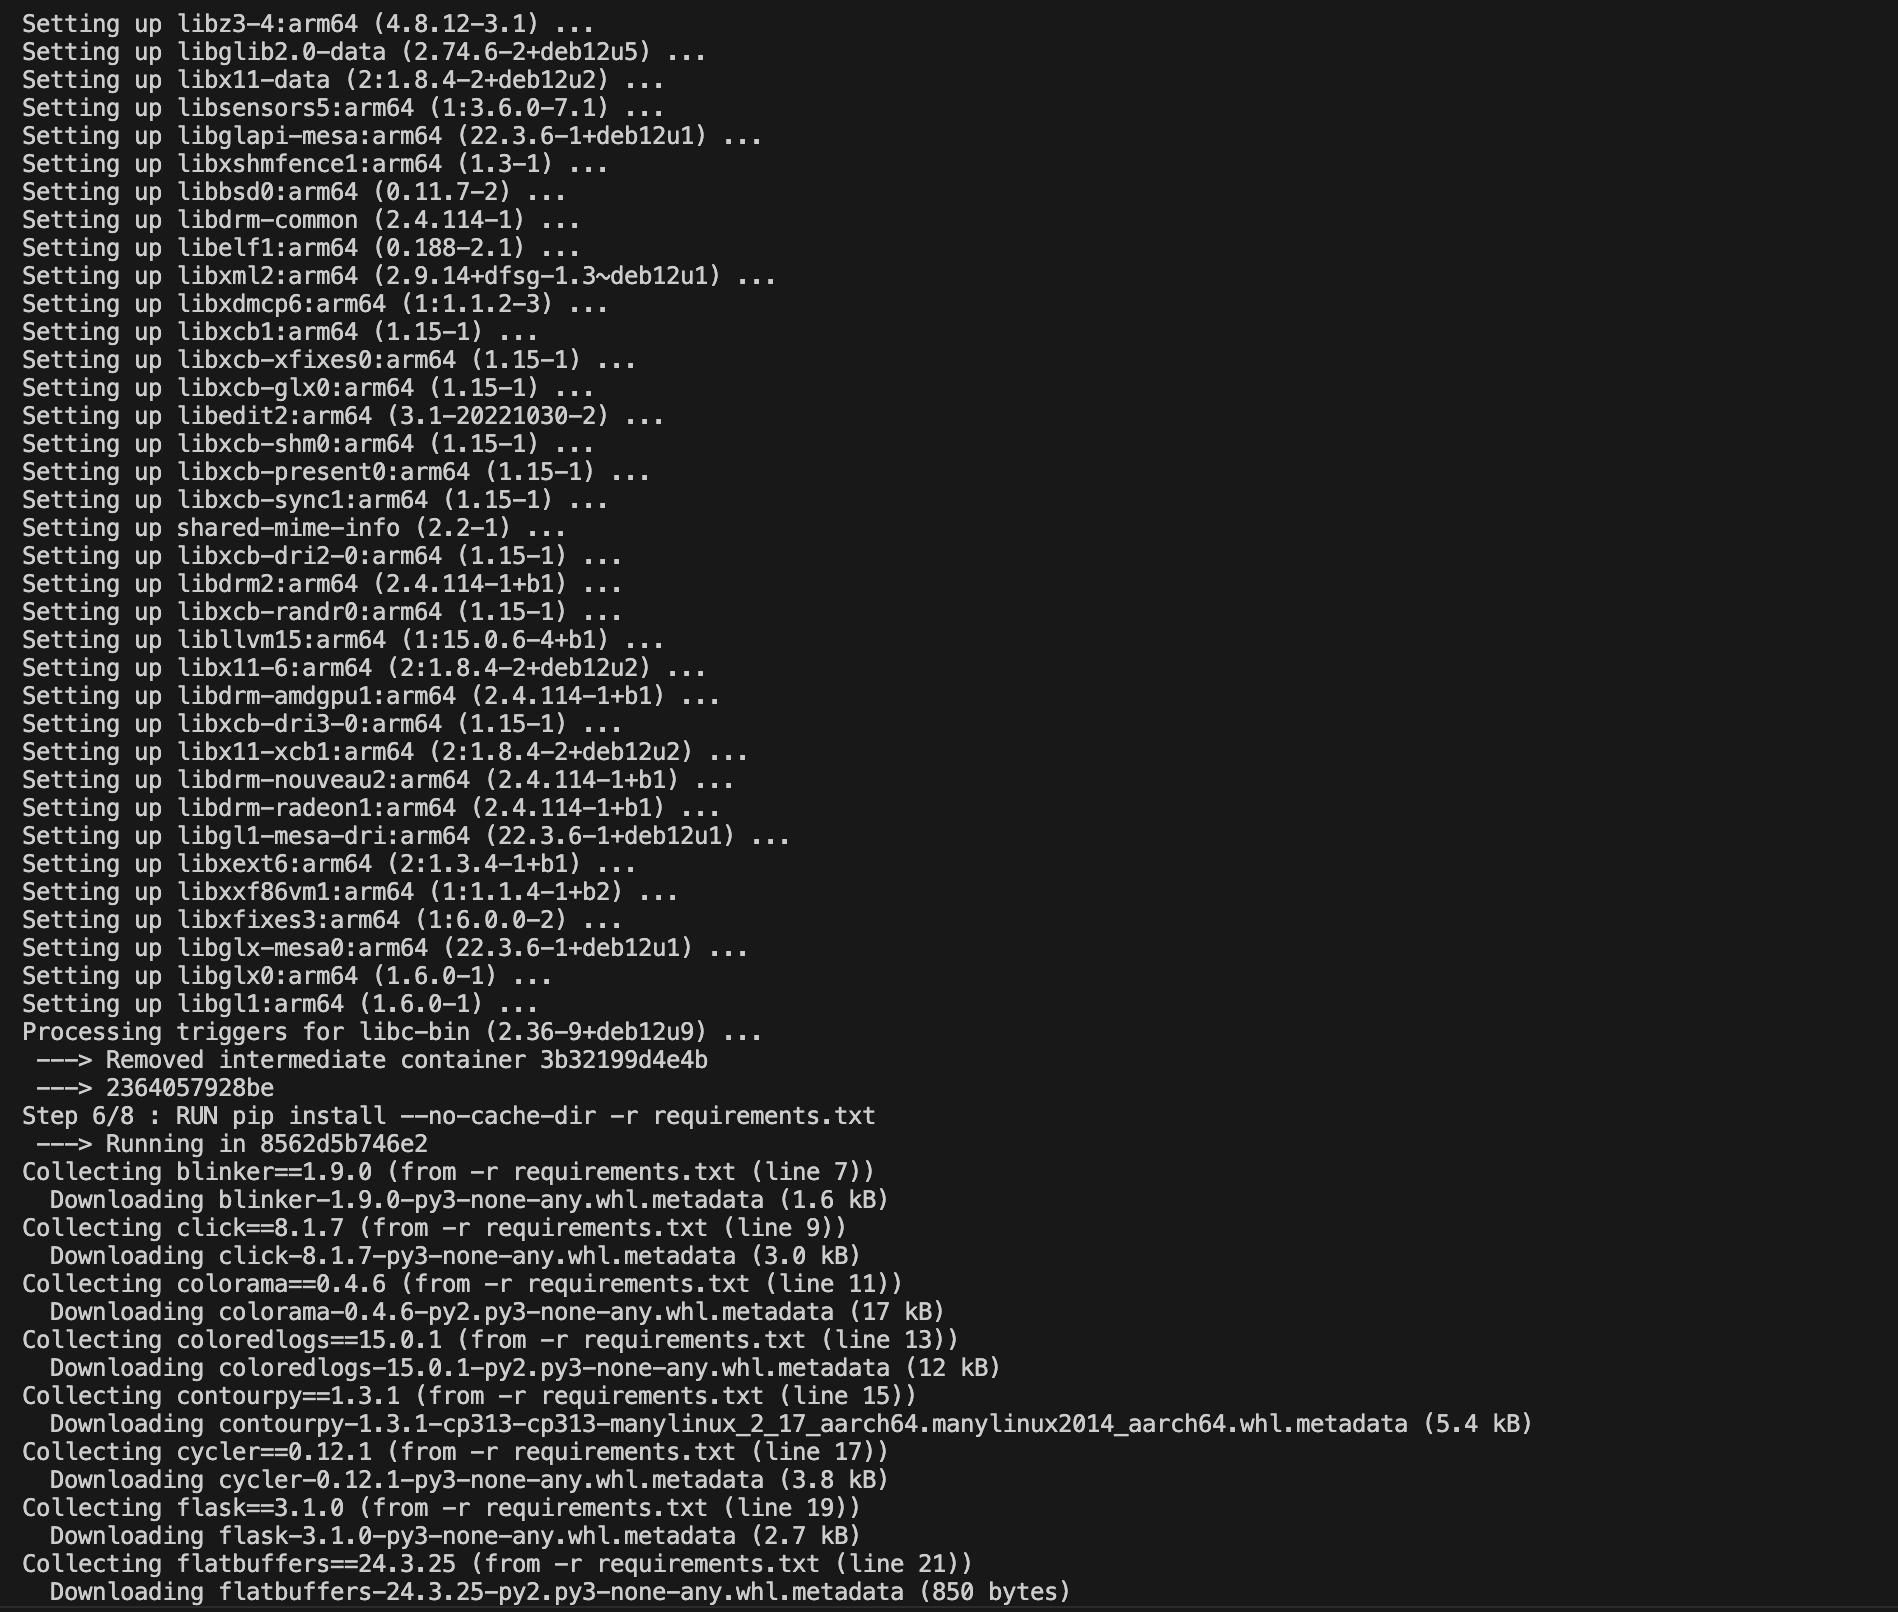 Setting up libz3-4:arm64 (4.8.12-3.1) ...
Setting up libglib2.0-data (2.74.6-2+deb12u5) ...
Setting up libx11-data (2:1.8.4-2+deb12u2) ...
Setting up libsensors5:arm64 (1:3.6.0-7.1) ...
Setting up libglapi-mesa:arm64 (22.3.6-1+deb12u1) ...
Setting up libxshmfence1:arm64 (1.3-1) ...
Setting up libbsd0:arm64 (0.11.7-2) ...
Setting up libdrm-common (2.4.114-1) ...
Setting up libelf1:arm64 (0.188-2.1) ...
Setting up libxml2:arm64 (2.9.14+dfsg-1.3~deb12u1) ...
Setting up libxdmcp6:arm64 (1:1.1.2-3) ...
Setting up libxcb1:arm64 (1.15-1) ...
Setting up libxcb-xfixes0:arm64 (1.15-1) ...
Setting up libxcb-glx0:arm64 (1.15-1) ...
Setting up libedit2:arm64 (3.1-20221030-2) ...
Setting up libxcb-shm0:arm64 (1.15-1) ...
Setting up libxcb-present0:arm64 (1.15-1) ...
Setting up libxcb-sync1:arm64 (1.15-1) ...
Setting up shared-mime-info (2.2-1) ...
Setting up libxcb-dri2-0:arm64 (1.15-1) ...
Setting up libdrm2:arm64 (2.4.114-1+b1) ...
Setting up libxcb-randr0:arm64 (1.15-1) ...
Setting up libllvm15:arm64 (1:15.0.6-4+b1) ...
Setting up libx11-6:arm64 (2:1.8.4-2+deb12u2) ...
Setting up libdrm-amdgpu1:arm64 (2.4.114-1+b1) ...
Setting up libxcb-dri3-0:arm64 (1.15-1) ...
Setting up libx11-xcb1:arm64 (2:1.8.4-2+deb12u2) ...
Setting up libdrm-nouveau2:arm64 (2.4.114-1+b1) ...
Setting up libdrm-radeon1:arm64 (2.4.114-1+b1) ...
Setting up libgl1-mesa-dri:arm64 (22.3.6-1+deb12u1) ...
Setting up libxext6:arm64 (2:1.3.4-1+b1) ...
Setting up libxxf86vm1:arm64 (1:1.1.4-1+b2) ...
Setting up libxfixes3:arm64 (1:6.0.0-2) ...
Setting up libglx-mesa0:arm64 (22.3.6-1+deb12u1) ...
Setting up libglx0:arm64 (1.6.0-1) ...
Setting up libgl1:arm64 (1.6.0-1) ...
Processing triggers for libc-bin (2.36-9+deb12u9) ...
 ---> Removed intermediate container 3b32199d4e4b
 ---> 2364057928be
Step 6/8 : RUN pip install --no-cache-dir -r requirements.txt
 ---> Running in 8562d5b746e2
Collecting blinker==1.9.0 (from -r requirements.txt (line 7))
  Downloading blinker-1.9.0-py3-none-any.whl.metadata (1.6 kB)
Collecting click==8.1.7 (from -r requirements.txt (line 9))
  Downloading click-8.1.7-py3-none-any.whl.metadata (3.0 kB)
Collecting colorama==0.4.6 (from -r requirements.txt (line 11))
  Downloading colorama-0.4.6-py2.py3-none-any.whl.metadata (17 kB)
Collecting coloredlogs==15.0.1 (from -r requirements.txt (line 13))
  Downloading coloredlogs-15.0.1-py2.py3-none-any.whl.metadata (12 kB)
Collecting contourpy==1.3.1 (from -r requirements.txt (line 15))
  Downloading contourpy-1.3.1-cp313-cp313-manylinux_2_17_aarch64.manylinux2014_aarch64.whl.metadata (5.4 kB)
Collecting cycler==0.12.1 (from -r requirements.txt (line 17))
  Downloading cycler-0.12.1-py3-none-any.whl.metadata (3.8 kB)
Collecting flask==3.1.0 (from -r requirements.txt (line 19))
  Downloading flask-3.1.0-py3-none-any.whl.metadata (2.7 kB)
Collecting flatbuffers==24.3.25 (from -r requirements.txt (line 21))
  Downloading flatbuffers-24.3.25-py2.py3-none-any.whl.metadata (850 bytes)